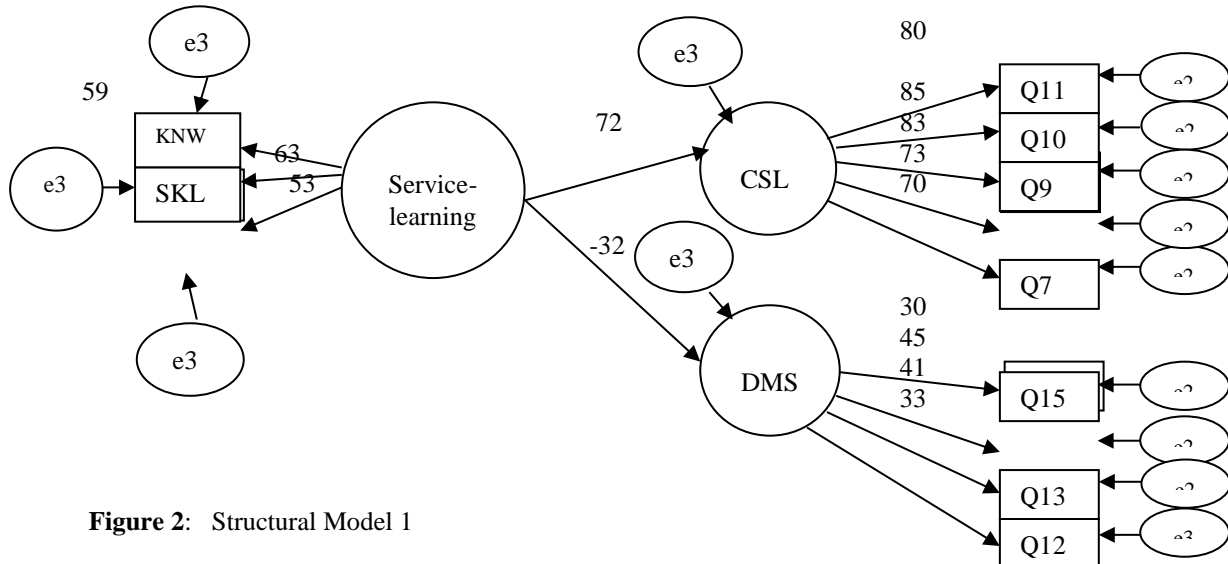 e3
80
59
e3
85
Q11
72
83
Q10
KNW
63
73
Q9
e3
SKL
53
Service-
learning
CSL
70
-32
e3
Q7
30
e3
45
41
DMS
33
Q15
Q13
Q12
Figure 2: Structural Model 1